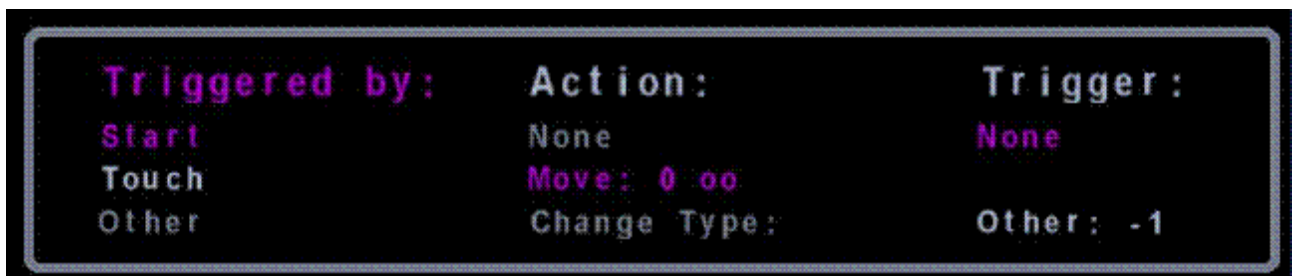 Triggered by: Action: Trigger:
Start None None
Touch Move: 0 oo
Other Change Type: Other: -1